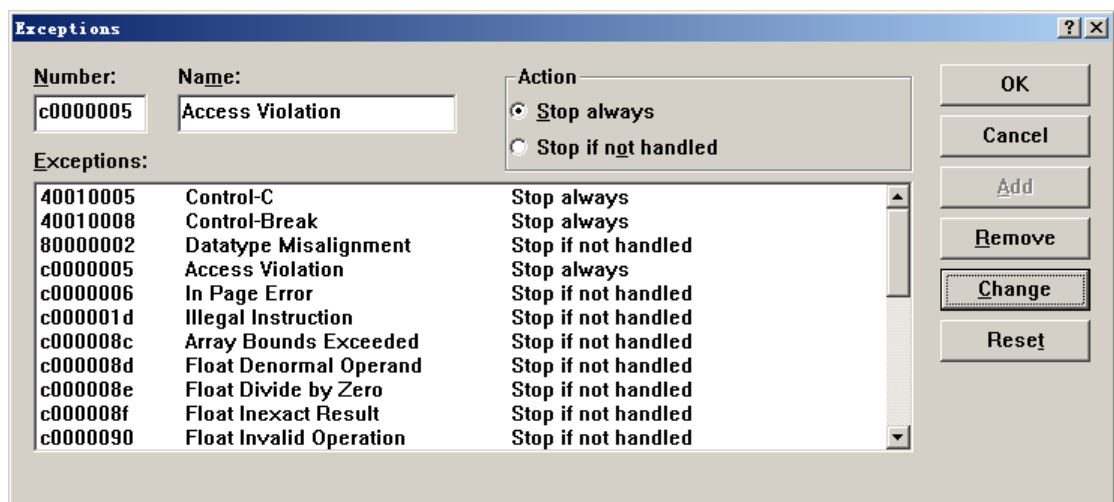 Exceptions
Number: Name: Action
c0000005 Access Violation Stop always
Stop if not handled
Exceptions:
40010005 Control-C Stop always
40010008 Control-Break Stop always
80000002 Datatype Misalignment Stop if not handled
c0000005 Access Violation Stop always
c0000006 In Page Error Stop if not handled
c000001d Illegal Instruction Stop if not handled
c000008c Array Bounds Exceeded Stop if not handled
c000008d Float Denormal Operand Stop if not handled
c000008e Float Divide by Zero Stop if not handled
c000008f Float Inexact Result Stop if not handled
c0000090 Float Invalid Operation Stop if not handled
OK
Cancel
Add
Remove
Change
Reset